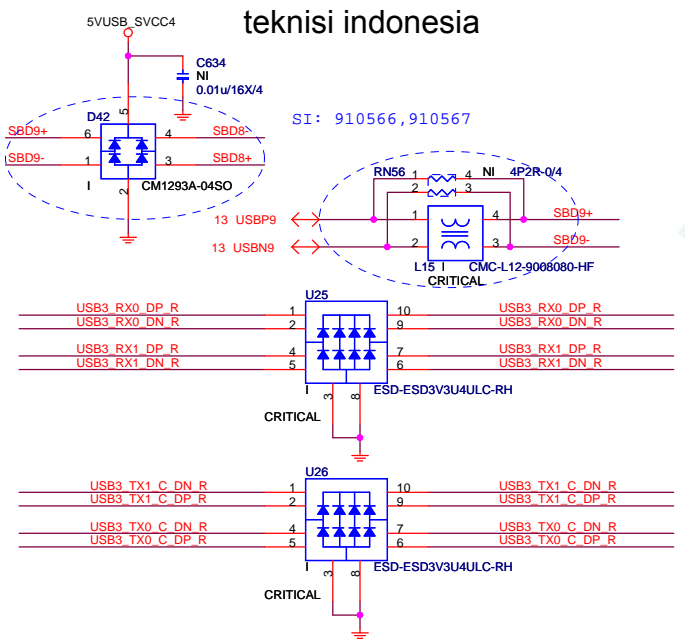 teknisi indonesia
5VUSB_SVCC4
C634
NI
0.01u/16X/4
D42
5
SBD9+ 6 4 SBD8-
SBD9- 1 3 SBD8+
I 2 CM1293A-04SO
SI: 910566,910567
RN56 1 4 NI 4P2R-0/4
2 3
13 USBP9 1 4 SBD9+
13 USBN9 2 3 SBD9-
L15 I CMC-L12-9008080-HF
CRITICAL
U25
USB3_RX0_DP_R 1 10 USB3_RX0_DP_R
USB3_RX0_DN_R 2 9 USB3_RX0_DN_R
USB3_RX1_DP_R 4 7 USB3_RX1_DP_R
USB3_RX1_DN_R 5 6 USB3_RX1_DN_R
I 3 8 ESD-ESD3V3U4ULC-RH
CRITICAL
U26
USB3_TX1_C_DN_R 1 10 USB3_TX1_C_DN_R
USB3_TX1_C_DP_R 2 9 USB3_TX1_C_DP_R
USB3_TX0_C_DN_R 4 7 USB3_TX0_C_DN_R
USB3_TX0_C_DP_R 5 6 USB3_TX0_C_DP_R
I 3 8 ESD-ESD3V3U4ULC-RH
CRITICAL